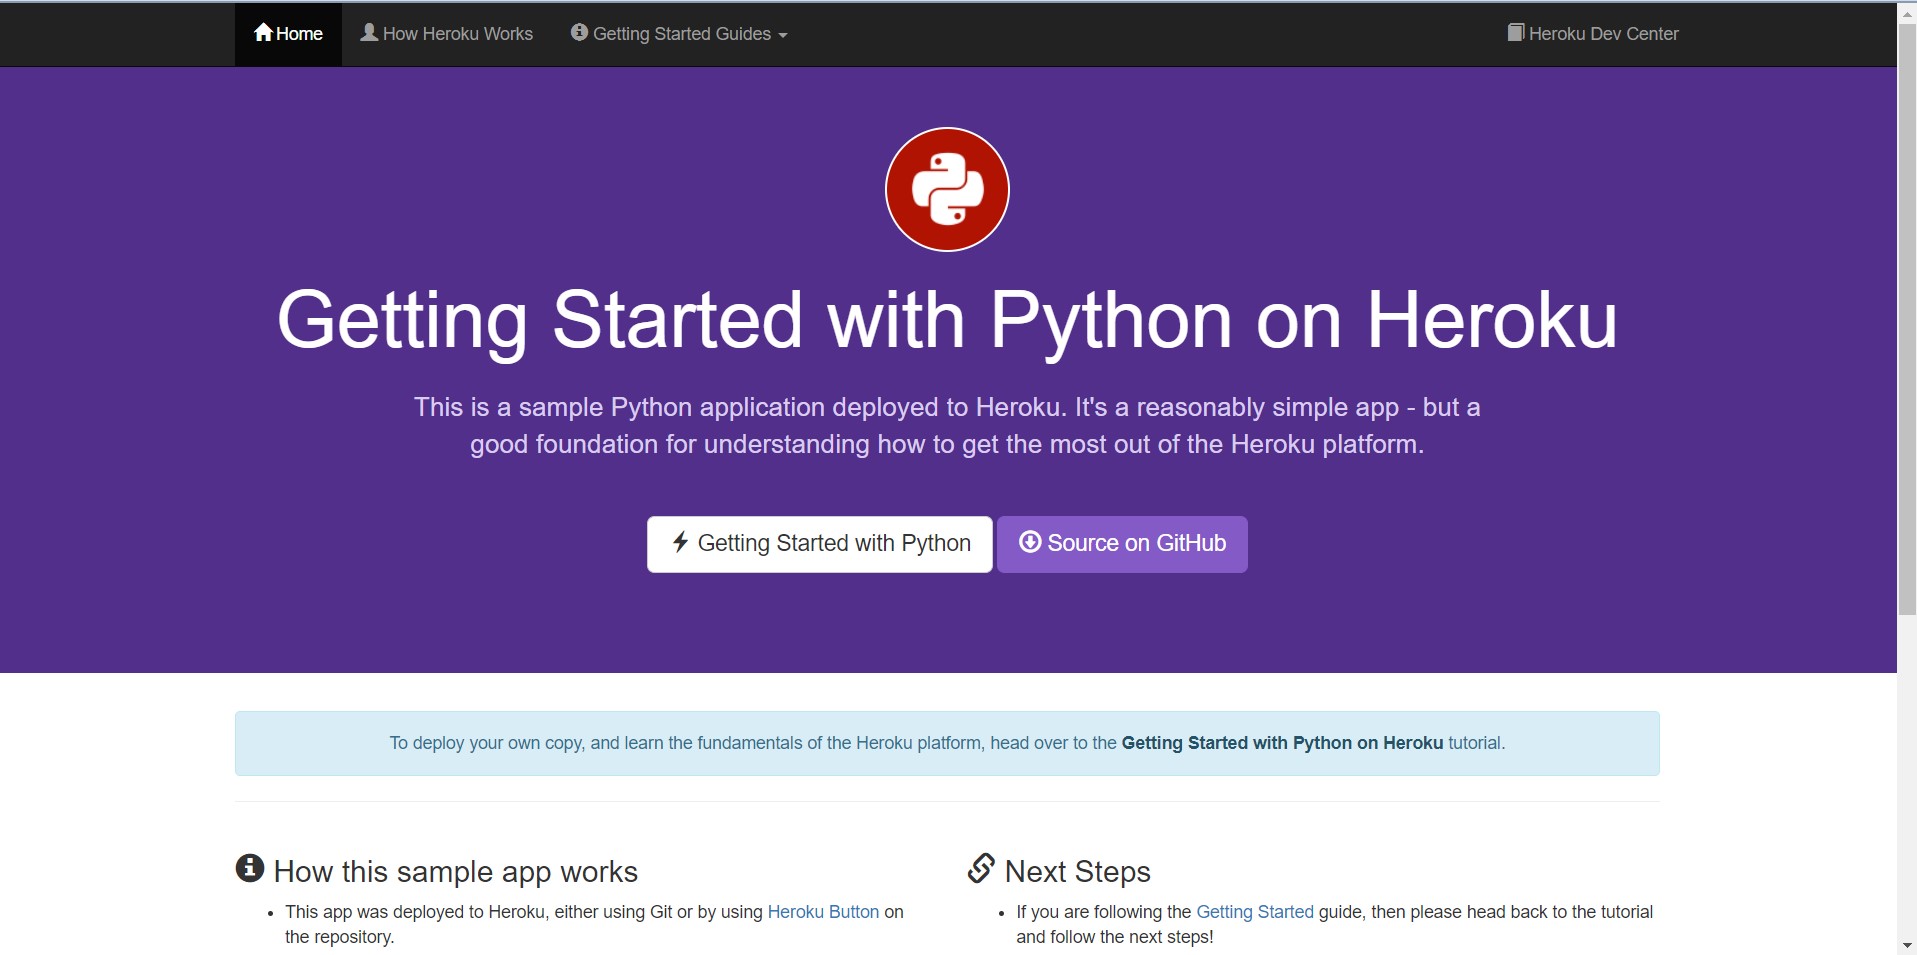 Home
How Heroku Works
Getting Started Guides
Heroku Dev Center
Getting Started with Python on Heroku
This is a sample Python application deployed to Heroku. It's a reasonably simple app - but a
good foundation for understanding how to get the most out of the Heroku platform.
Getting Started with Python
Source on GitHub
To deploy your own copy, and learn the fundamentals of the Heroku platform, head over to the Getting Started with Python on Heroku tutorial.
How this sample app works
• This app was deployed to Heroku, either using Git or by using Heroku Button on
the repository.
Next Steps
• If you are following the Getting Started guide, then please head back to the tutorial
and follow the next steps!